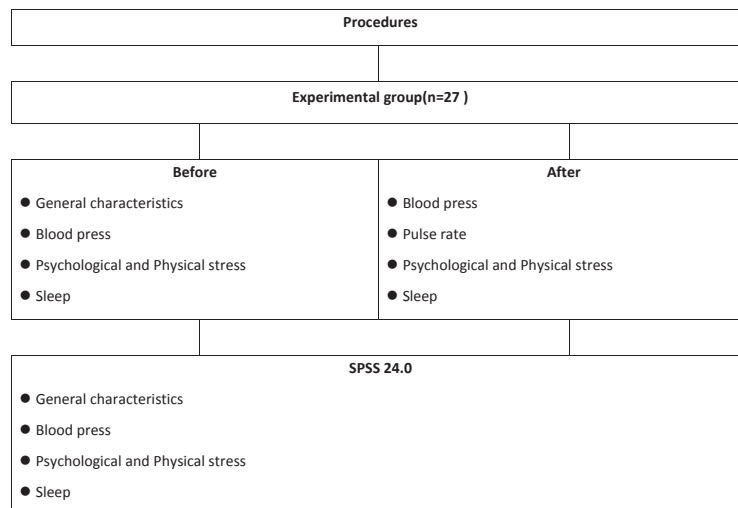 Procedures
Experimental group(n=27 )
Before
● General characteristics
● Blood press
● Psychological and Physical stress
● Sleep
After
● Blood press
● Pulse rate
● Psychological and Physical stress
● Sleep
SPSS 24.0
● General characteristics
● Blood press
● Psychological and Physical stress
● Sleep